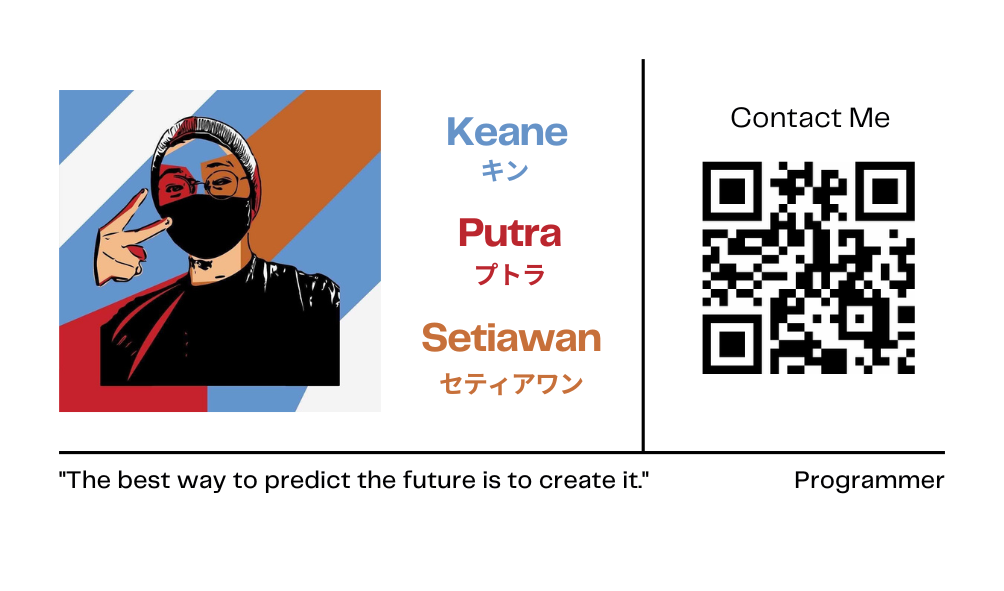 Keane
キン
Putra
プトラ
Setiawan
セティアワン
Contact Me
"The best way to predict the future is to create it."
Programmer